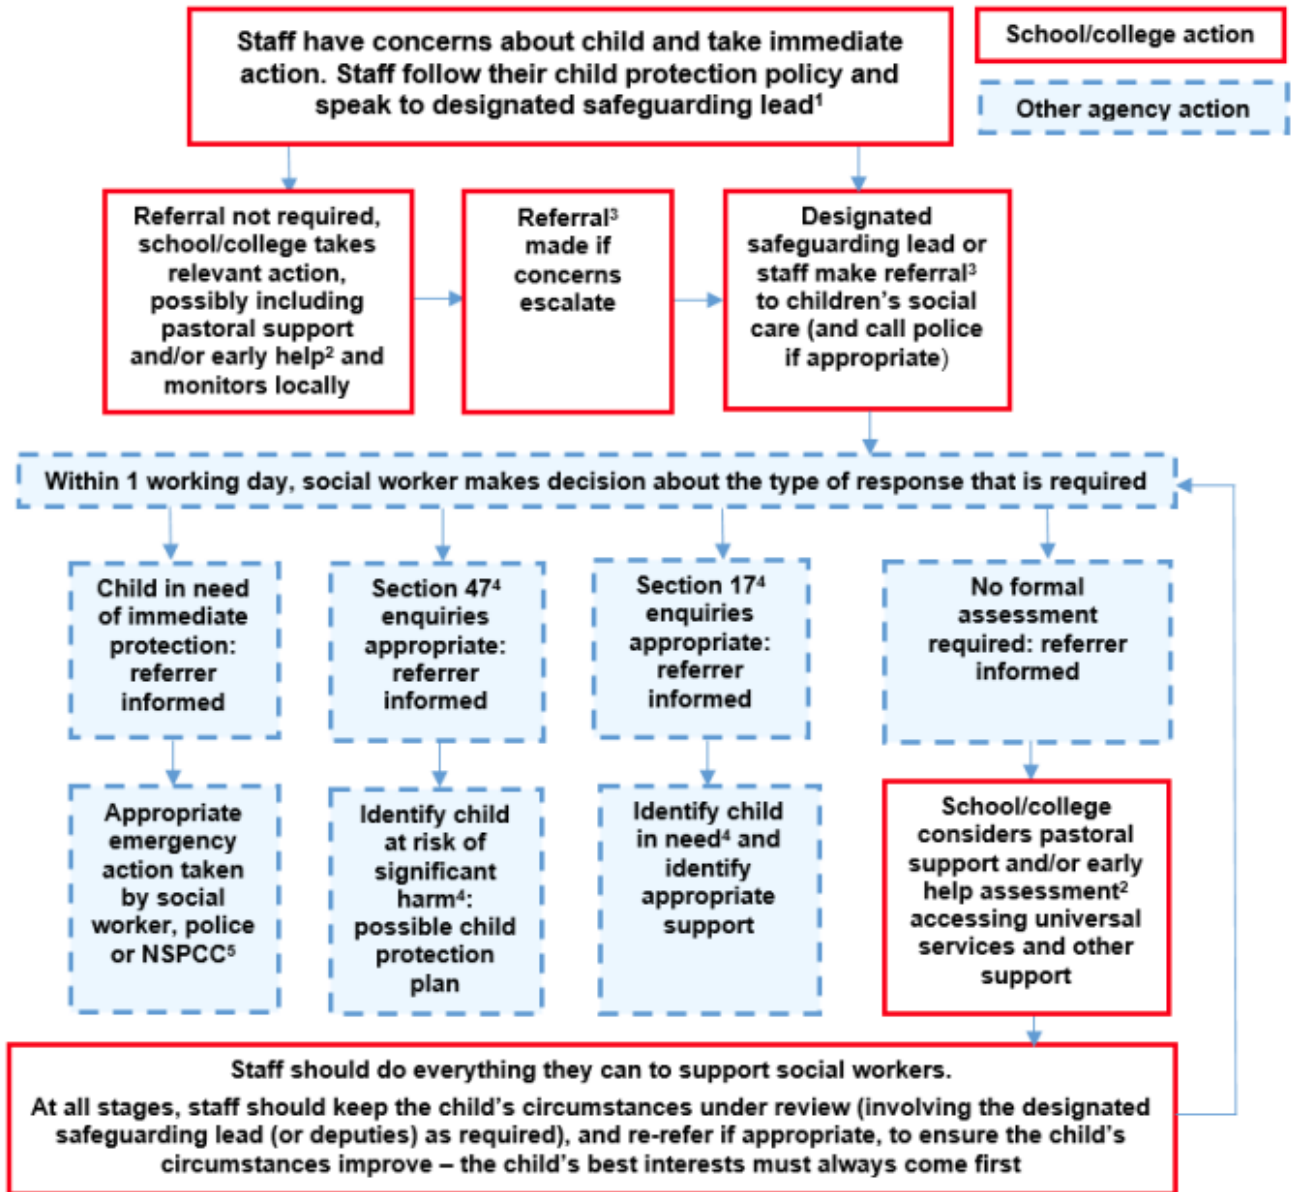 Staff have concerns about child and take immediate
action. Staff follow their child protection policy and
speak to designated safeguarding lead¹
School/college action
Other agency action
Referral not required,
school/college takes
relevant action,
possibly including
pastoral support
and/or early help² and
monitors locally
Referral³
made if
concerns
escalate
Designated
safeguarding lead or
staff make referral³
to children's social
care (and call police
if appropriate)
Within 1 working day, social worker makes decision about the type of response that is required
Child in need
of immediate
protection:
referrer
informed
Section 47⁴
enquiries
appropriate:
referrer
informed
Section 17⁴
enquiries
appropriate:
referrer
informed
No formal
assessment
required: referrer
informed
Appropriate
emergency
action taken
by social
worker, police
or NSPCC⁵
Identify child
at risk of
significant
harm⁴:
possible child
protection
plan
Identify child
in need⁴ and
identify
appropriate
support
School/college
considers pastoral
support and/or early
help assessment²
accessing universal
services and other
support
Staff should do everything they can to support social workers.
At all stages, staff should keep the child's circumstances under review (involving the designated
safeguarding lead (or deputies) as required), and re-refer if appropriate, to ensure the child's
circumstances improve – the child's best interests must always come first